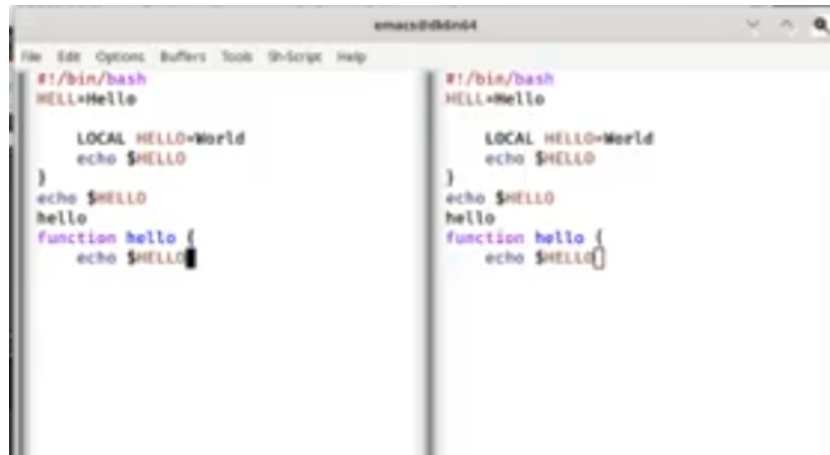 emacs@dk6n64
File Edit Options Buffers Tools Sh-Script Help
#!/bin/bash
HELL=Hello
LOCAL HELLO=World
echo $HELLO
}
echo $HELLO
hello
function hello {
echo $HELLO
#!/bin/bash
HELL=Hello
LOCAL HELLO=World
echo $HELLO
}
echo $HELLO
hello
function hello {
echo $HELLO